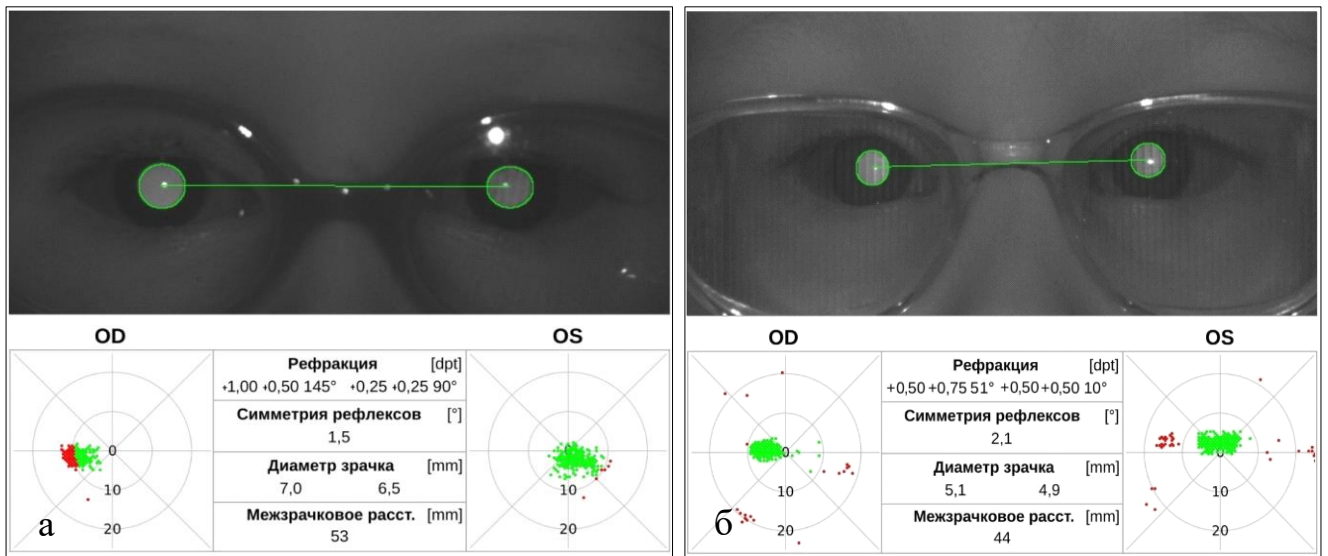 OD OS
Рефракция [dpt]
+1,00 +0,50 145° +0,25 +0,25 90°
Симметрия рефлексов [°]
1,5
Диаметр зрачка [mm]
7,0 6,5
Межзрачковое расст. [mm]
53
0
10
20
0
10
20
а
OD OS
Рефракция [dpt]
+0,50 +0,75 51° +0,50 +0,50 10°
Симметрия рефлексов [°]
2,1
Диаметр зрачка [mm]
5,1 4,9
Межзрачковое расст. [mm]
44
0
10
20
0
10
20
б